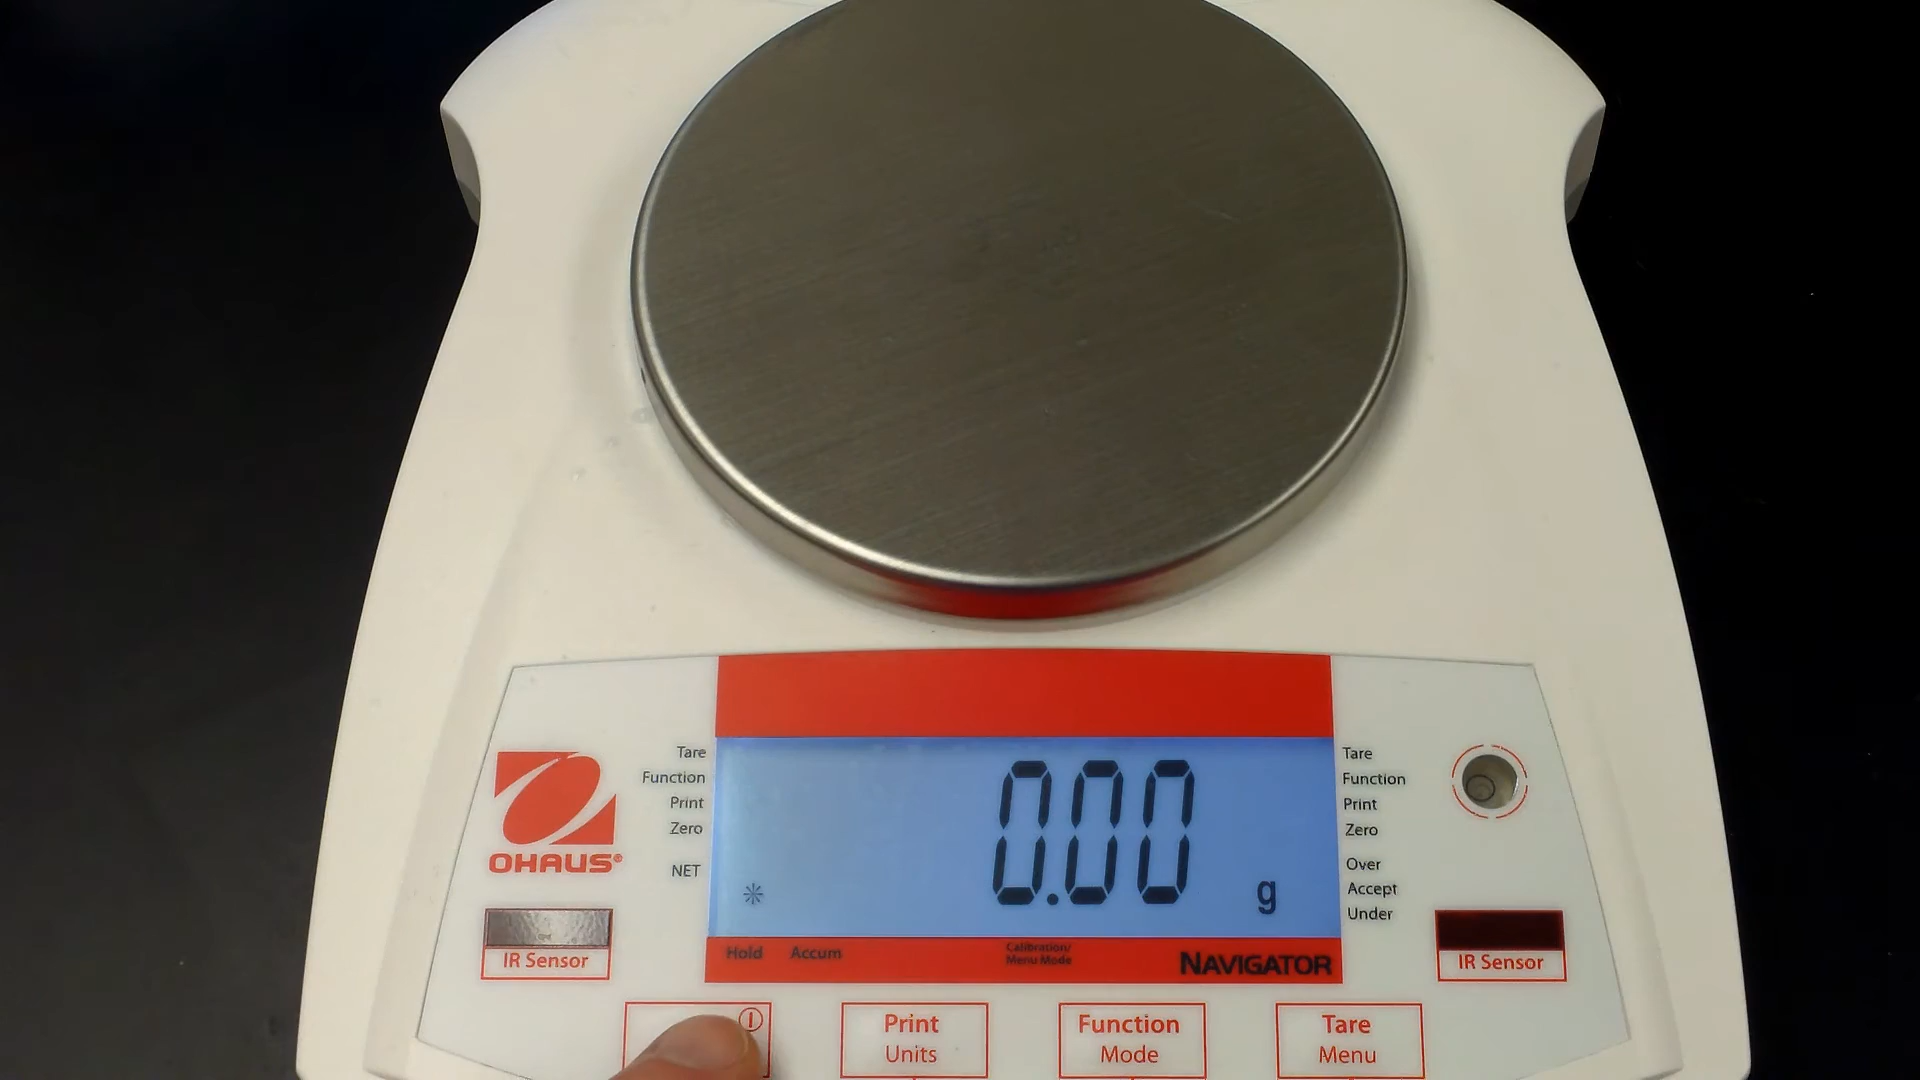 Tare
Function
Print
Zero
NET
OHAUS®
IR Sensor
0.00 g
Tare
Function
Print
Zero
Over
Accept
Under
IR Sensor
Hold Accum Calibration/
Menu Mode NAVIGATOR
Print
Units
Function
Mode
Tare
Menu